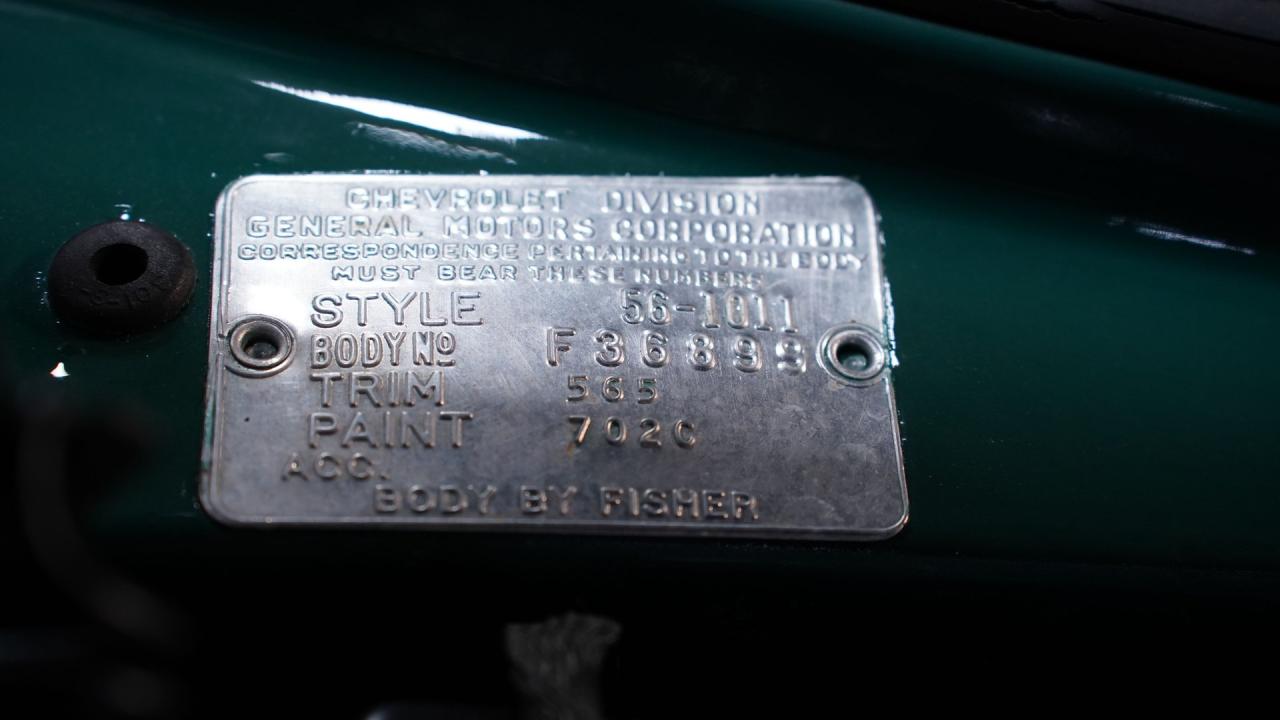 CHEVROLET DIVISION
GENERAL MOTORS CORPORATION
CORRESPONDENCE PERTAINING TO THE BODY
MUST BEAR THESE NUMBERS
STYLE 56-1011
BODY NO F36899
TRIM 565
PAINT 702C
ACC.
BODY BY FISHER